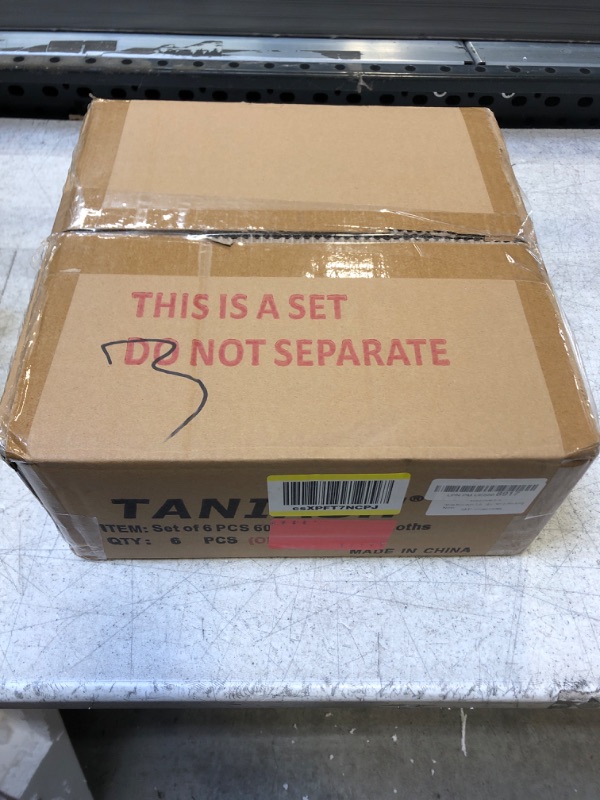 THIS IS A SET
DO NOT SEPARATE
3
csXPFT7NCPJ
TANI
ITEM: Set of 6 PCS 60
QTY: 6 PCS (O
MADE IN CHINA